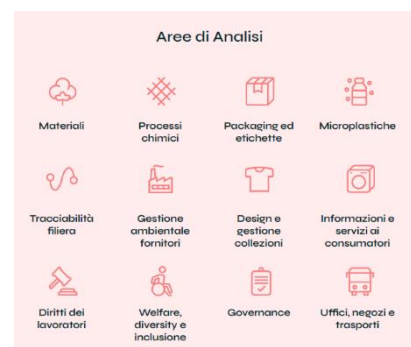 Aree di Analisi
Materiali
Processi
chimici
Packaging ed
etichette
Microplastiche
Tracciabilità
filiera
Gestione
ambientale
fornitori
Design e
gestione
collezioni
Informazioni e
servizi ai
consumatori
Diritti dei
lavoratori
Welfare,
diversity e
inclusione
Governance
Uffici, negozi e
trasporti